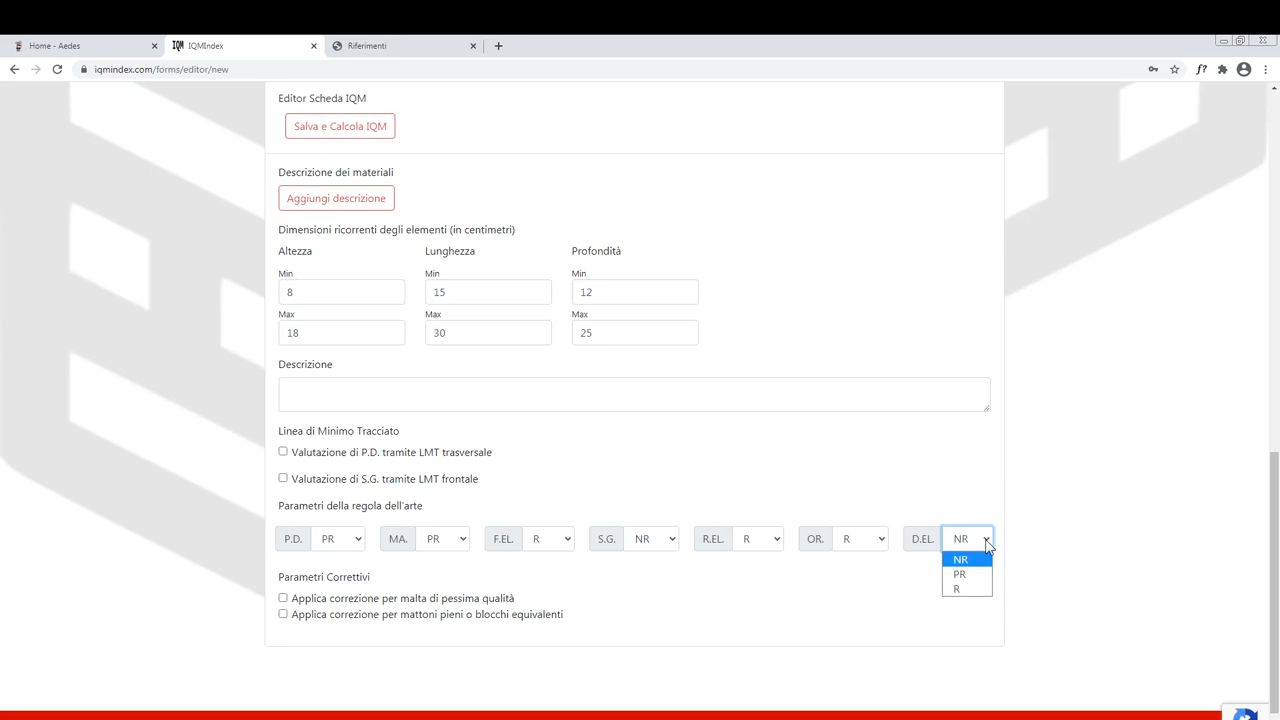 Home - Aedes
IQM IQMIndex
Riferimenti
iqmindex.com/forms/editor/new
f?
Editor Scheda IQM
Salva e Calcola IQM
Descrizione dei materiali
Aggiungi descrizione
Dimensioni ricorrenti degli elementi (in centimetri)
Altezza Lunghezza Profondità
Min Min Min
8 15 12
Max Max Max
18 30 25
Descrizione
Linea di Minimo Tracciato
Valutazione di P.D. tramite LMT trasversale
Valutazione di S.G. tramite LMT frontale
Parametri della regola dell'arte
P.D. PR MA. PR F.EL. R S.G. NR R.EL. R OR. R D.EL. NR
NR
PR
R
Parametri Correttivi
Applica correzione per malta di pessima qualità
Applica correzione per mattoni pieni o blocchi equivalenti